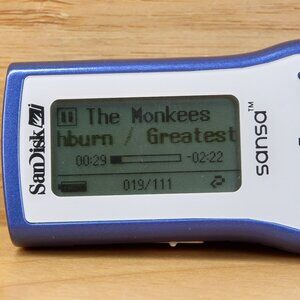 SanDisk
The Monkees
hburn / Greatest
00:29 -02:22
019/111
sansa™